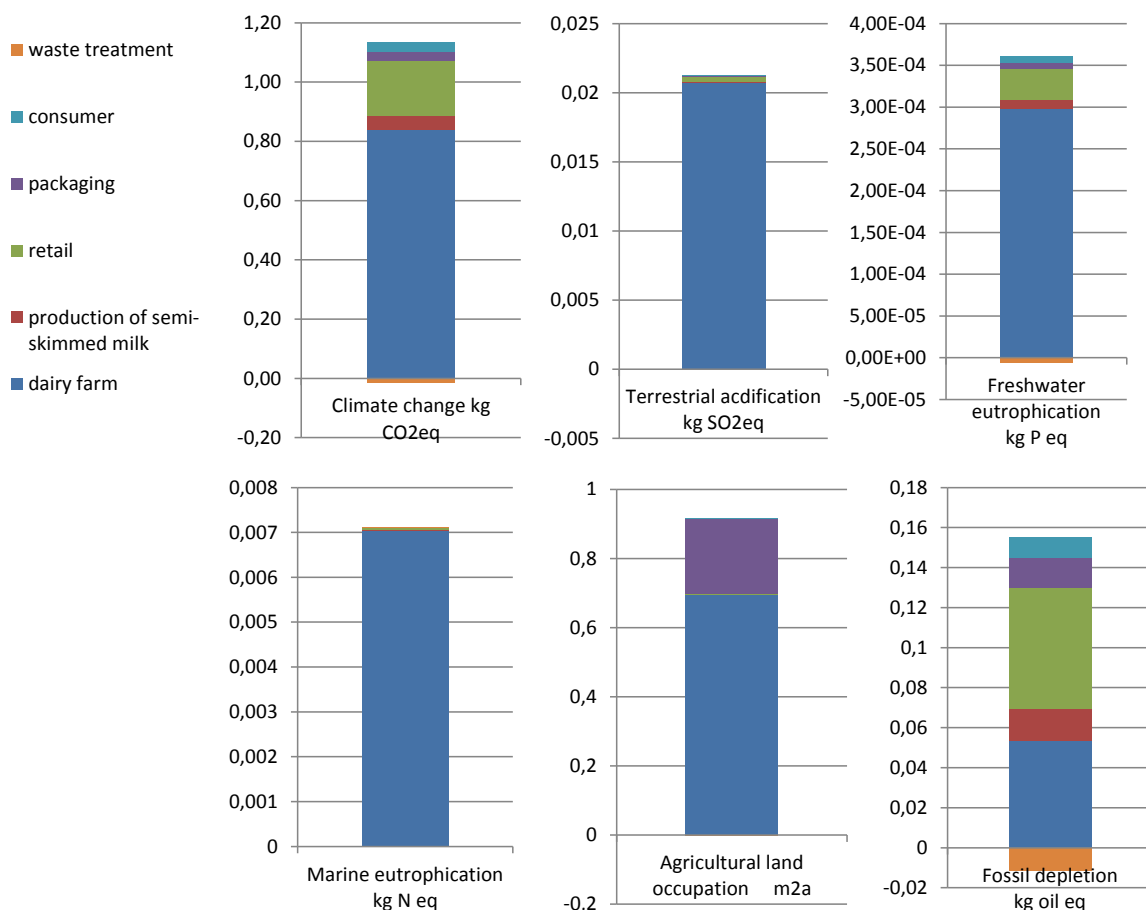 waste treatment
consumer
packaging
retail
production of semi-
skimmed milk
dairy farm
1,20
1,00
0,80
0,60
0,40
0,20
0,00
-0,20
Climate change kg
CO2eq
0,025
0,02
0,015
0,01
0,005
0
-0,005
Terrestrial acdification
kg SO2eq
4,00E-04
3,50E-04
3,00E-04
2,50E-04
2,00E-04
1,50E-04
1,00E-04
5,00E-05
0,00E+00
-5,00E-05
Freshwater
eutrophication
kg P eq
0,008
0,007
0,006
0,005
0,004
0,003
0,002
0,001
0
Marine eutrophication
kg N eq
1
0,8
0,6
0,4
0,2
0
-0,2
Agricultural land
occupation m2a
0,18
0,16
0,14
0,12
0,1
0,08
0,06
0,04
0,02
0
-0,02
Fossil depletion
kg oil eq